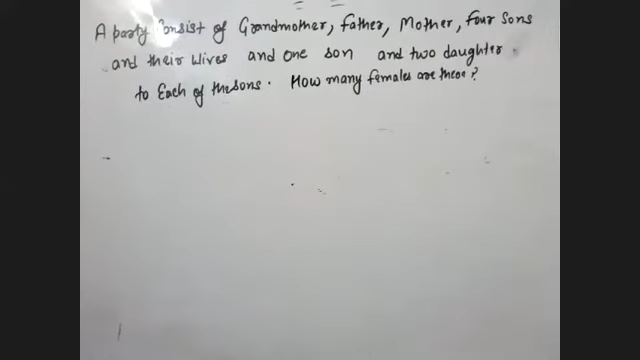 A party Consist of Grandmother, Father, Mother, Four Sons
and their Wives and One Son and two daughter
to Each of the sons. How many females are there?